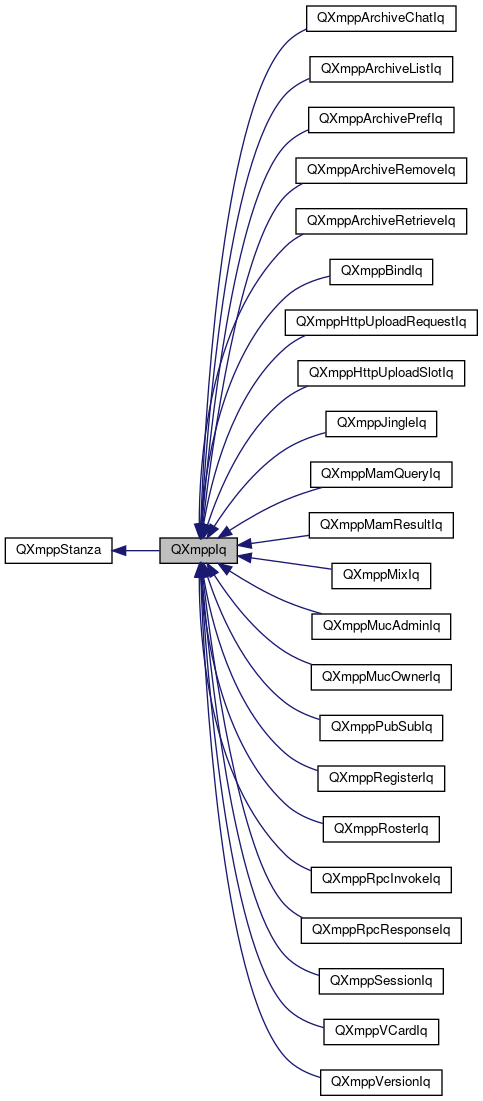 QXmppArchiveChatIq
QXmppArchiveListIq
QXmppArchivePrefIq
QXmppArchiveRemoveIq
QXmppArchiveRetrieveIq
QXmppBindIq
QXmppHttpUploadRequestIq
QXmppHttpUploadSlotIq
QXmppJingleIq
QXmppMamQueryIq
QXmppMamResultIq
QXmppStanza
QXmppIq
QXmppMixIq
QXmppMucAdminIq
QXmppMucOwnerIq
QXmppPubSubIq
QXmppRegisterIq
QXmppRosterIq
QXmppRpcInvokeIq
QXmppRpcResponseIq
QXmppSessionIq
QXmppVCardIq
QXmppVersionIq